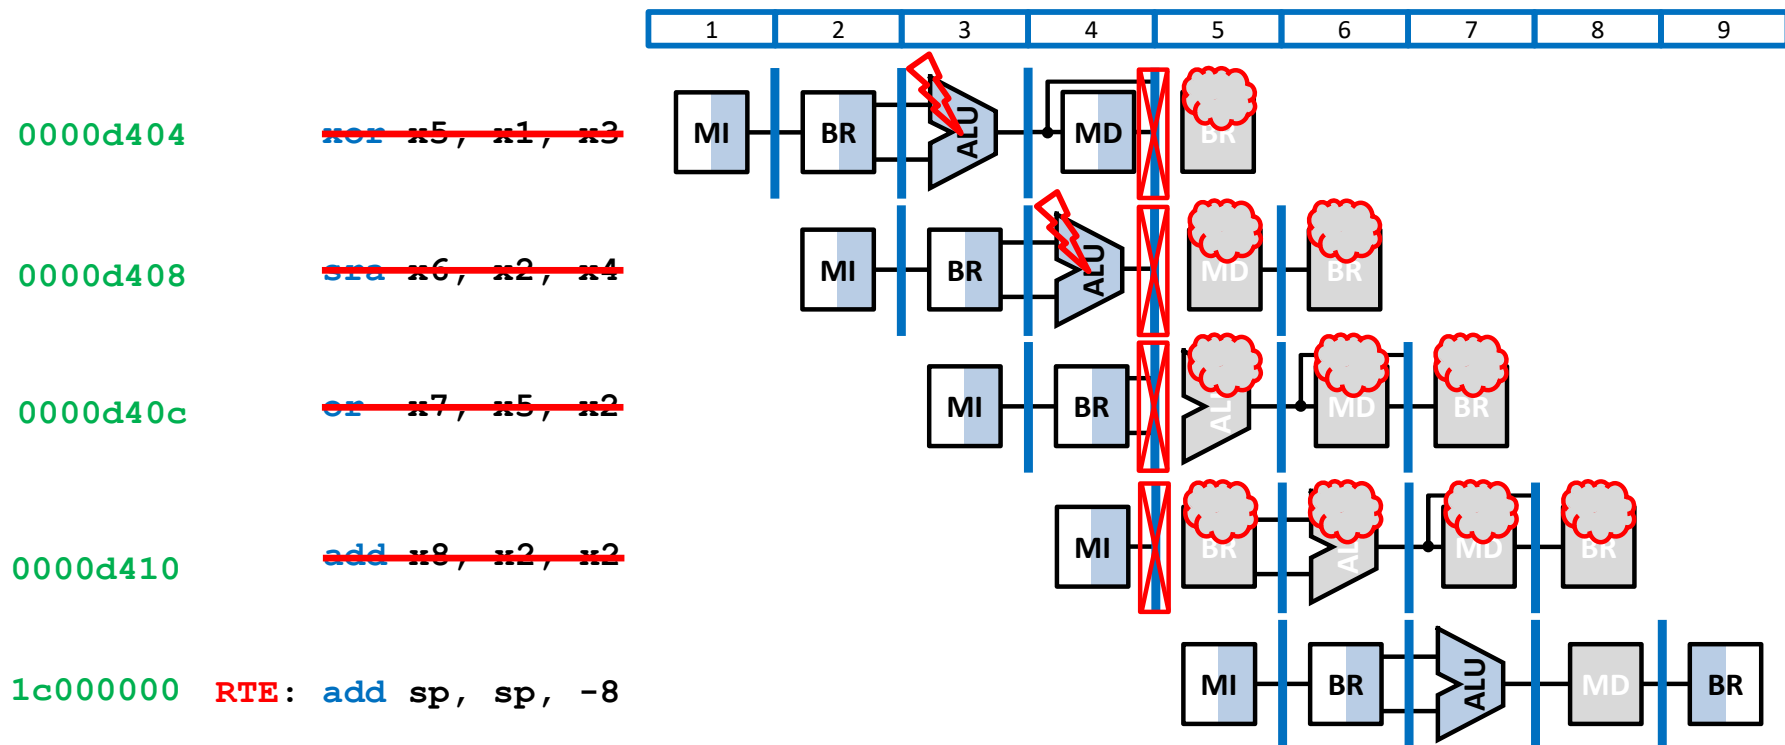 1 2 3 4 5 6 7 8 9
0000d404 xor x5, x1, x3 MI BR ALU MD BR
0000d408 sra x6, x2, x4 MI BR ALU MD BR
0000d40c or x7, x5, x2 MI BR ALU MD BR
0000d410 add x8, x2, x2 MI BR ALU MD BR
1c000000 RTE: add sp, sp, -8 MI BR ALU MD BR